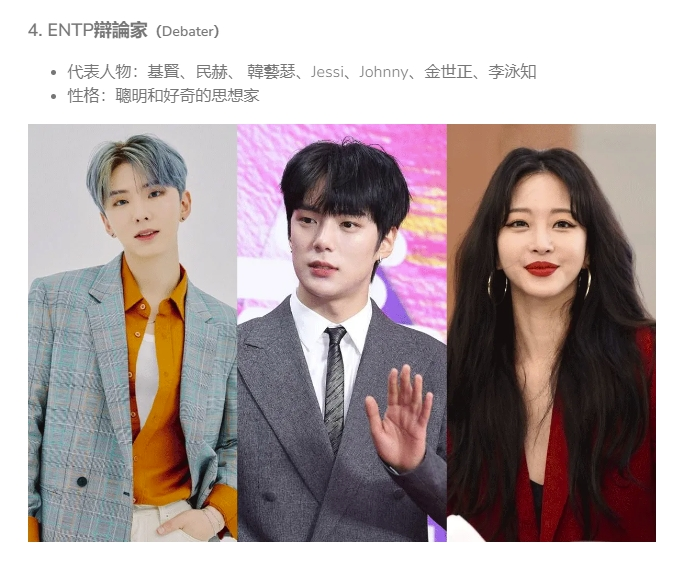 4. ENTP辯論家（Debater）
代表人物：基賢、民赫、 韓藝瑟、Jessi、Johnny、金世正、李泳知
性格：聰明和好奇的思想家